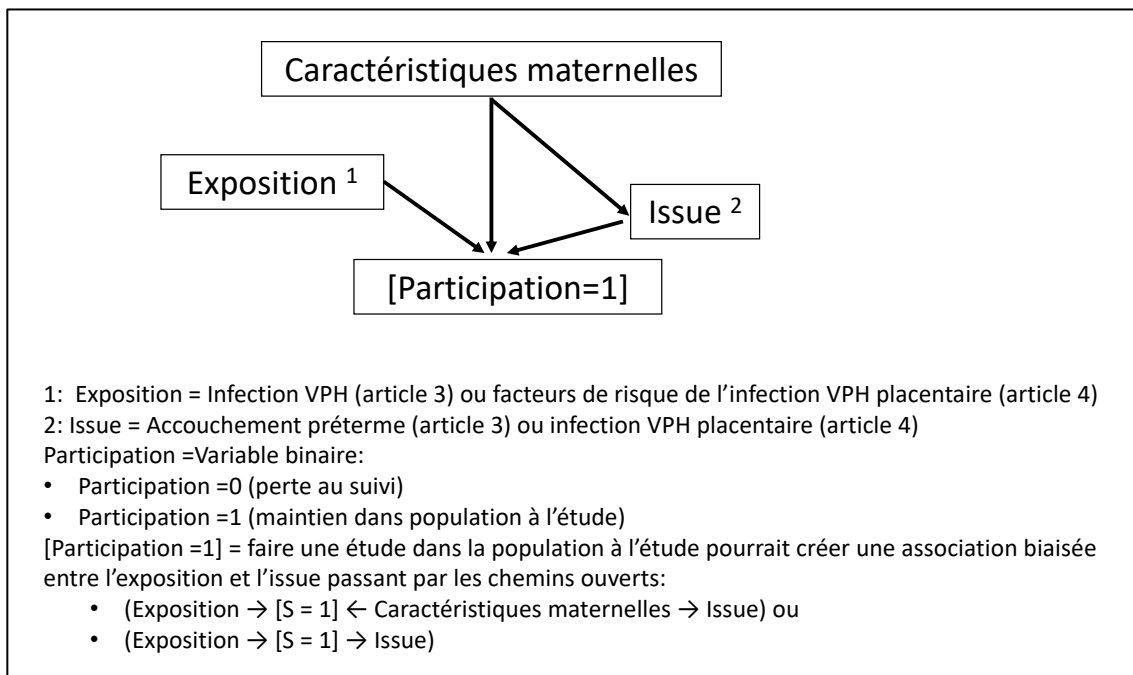 Caractéristiques maternelles
Exposition 1
Issue 2
[Participation=1]
1: Exposition = Infection VPH (article 3) ou facteurs de risque de l’infection VPH placentaire (article 4)
2: Issue = Accouchement préterme (article 3) ou infection VPH placentaire (article 4)
Participation =Variable binaire:
• Participation =0 (perte au suivi)
• Participation =1 (maintien dans population à l’étude)
[Participation =1] = faire une étude dans la population à l’étude pourrait créer une association biaisée
entre l’exposition et l’issue passant par les chemins ouverts:
• (Exposition → [S = 1] ← Caractéristiques maternelles → Issue) ou
• (Exposition → [S = 1] → Issue)